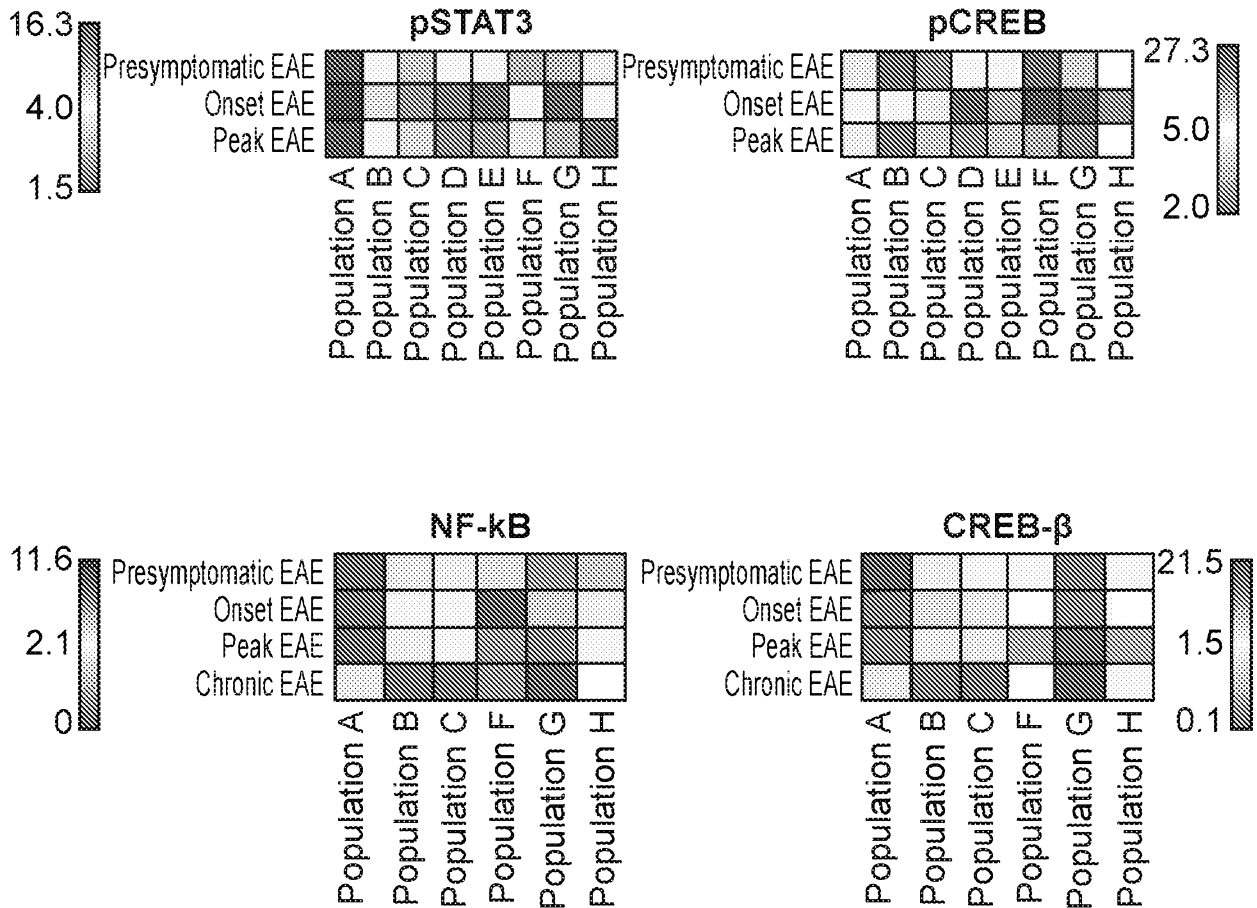 pSTAT3
16.3
4.0
1.5
Presymptomatic EAE
Onset EAE
Peak EAE
Population A
Population B
Population C
Population D
Population E
Population F
Population G
Population H
pCREB
Presymptomatic EAE
Onset EAE
Peak EAE
27.3
5.0
2.0
Population A
Population B
Population C
Population D
Population E
Population F
Population G
Population H
NF-kB
11.6
2.1
0
Presymptomatic EAE
Onset EAE
Peak EAE
Chronic EAE
Population A
Population B
Population C
Population F
Population G
Population H
CREB-β
Presymptomatic EAE
Onset EAE
Peak EAE
Chronic EAE
21.5
1.5
0.1
Population A
Population B
Population C
Population F
Population G
Population H